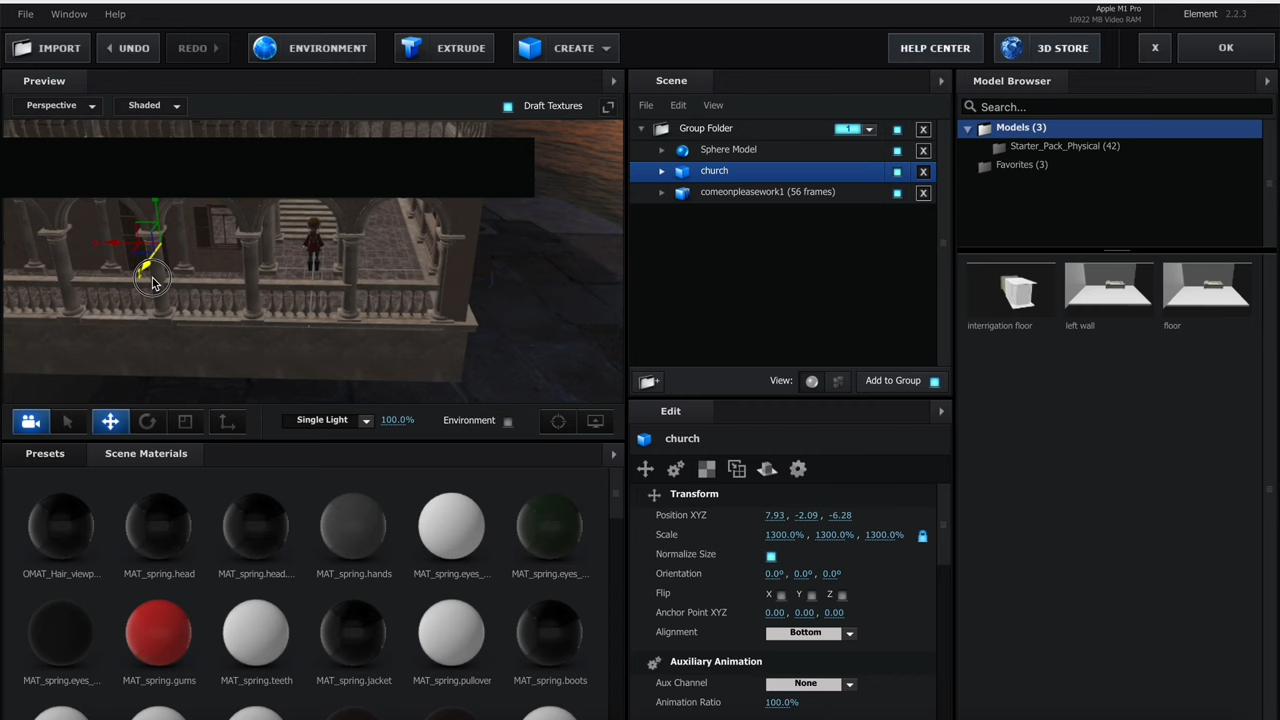 File Window Help
Apple M1 Pro
10922 MB Video RAM
Element 2.2.3
IMPORT UNDO REDO ENVIRONMENT EXTRUDE CREATE HELP CENTER 3D STORE X OK
Preview
Perspective Shaded Draft Textures
Single Light 100.0% Environment
Presets Scene Materials
OMAT_Hair_viewp... MAT_spring.head MAT_spring.head.... MAT_spring.hands MAT_spring.eyes_... MAT_spring.eyes_...
MAT_spring.eyes_... MAT_spring.gums MAT_spring.teeth MAT_spring.jacket MAT_spring.pullover MAT_spring.boots
Scene
File Edit View
Group Folder 1 X
Sphere Model X
church X
comeonpleasework1 (56 frames) X
View: Add to Group
Edit
church
Transform
Position XYZ 7.93, -2.09, -6.28
Scale 1300.0%, 1300.0%, 1300.0%
Normalize Size
Orientation 0.0°, 0.0°, 0.0°
Flip X Y Z
Anchor Point XYZ 0.00, 0.00, 0.00
Alignment Bottom
Auxiliary Animation
Aux Channel None
Animation Ratio 100.0%
Model Browser
Search...
Models (3)
Starter_Pack_Physical (42)
Favorites (3)
interrigation floor left wall floor